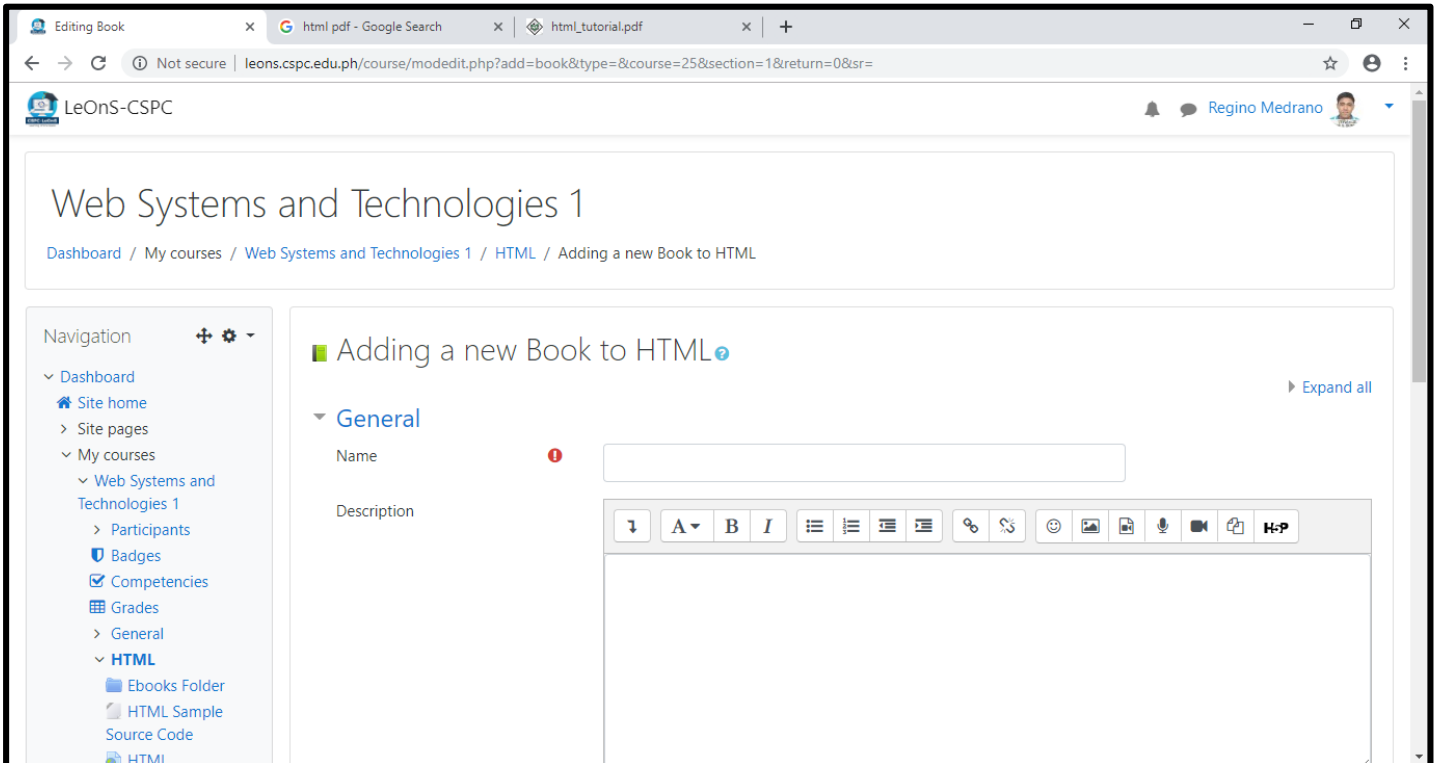 Editing Book
html pdf - Google Search
html_tutorial.pdf
Not secure | leons.cspc.edu.ph/course/modedit.php?add=book&type=&course=25&section=1&return=0&sr=
LeOnS-CSPC
Regino Medrano
Web Systems and Technologies 1
Dashboard / My courses / Web Systems and Technologies 1 / HTML / Adding a new Book to HTML
Navigation
Dashboard
Site home
Site pages
My courses
Web Systems and
Technologies 1
Participants
Badges
Competencies
Grades
General
HTML
Ebooks Folder
HTML Sample
Source Code
HTML
Adding a new Book to HTML
Expand all
General
Name
Description
A B I H5P